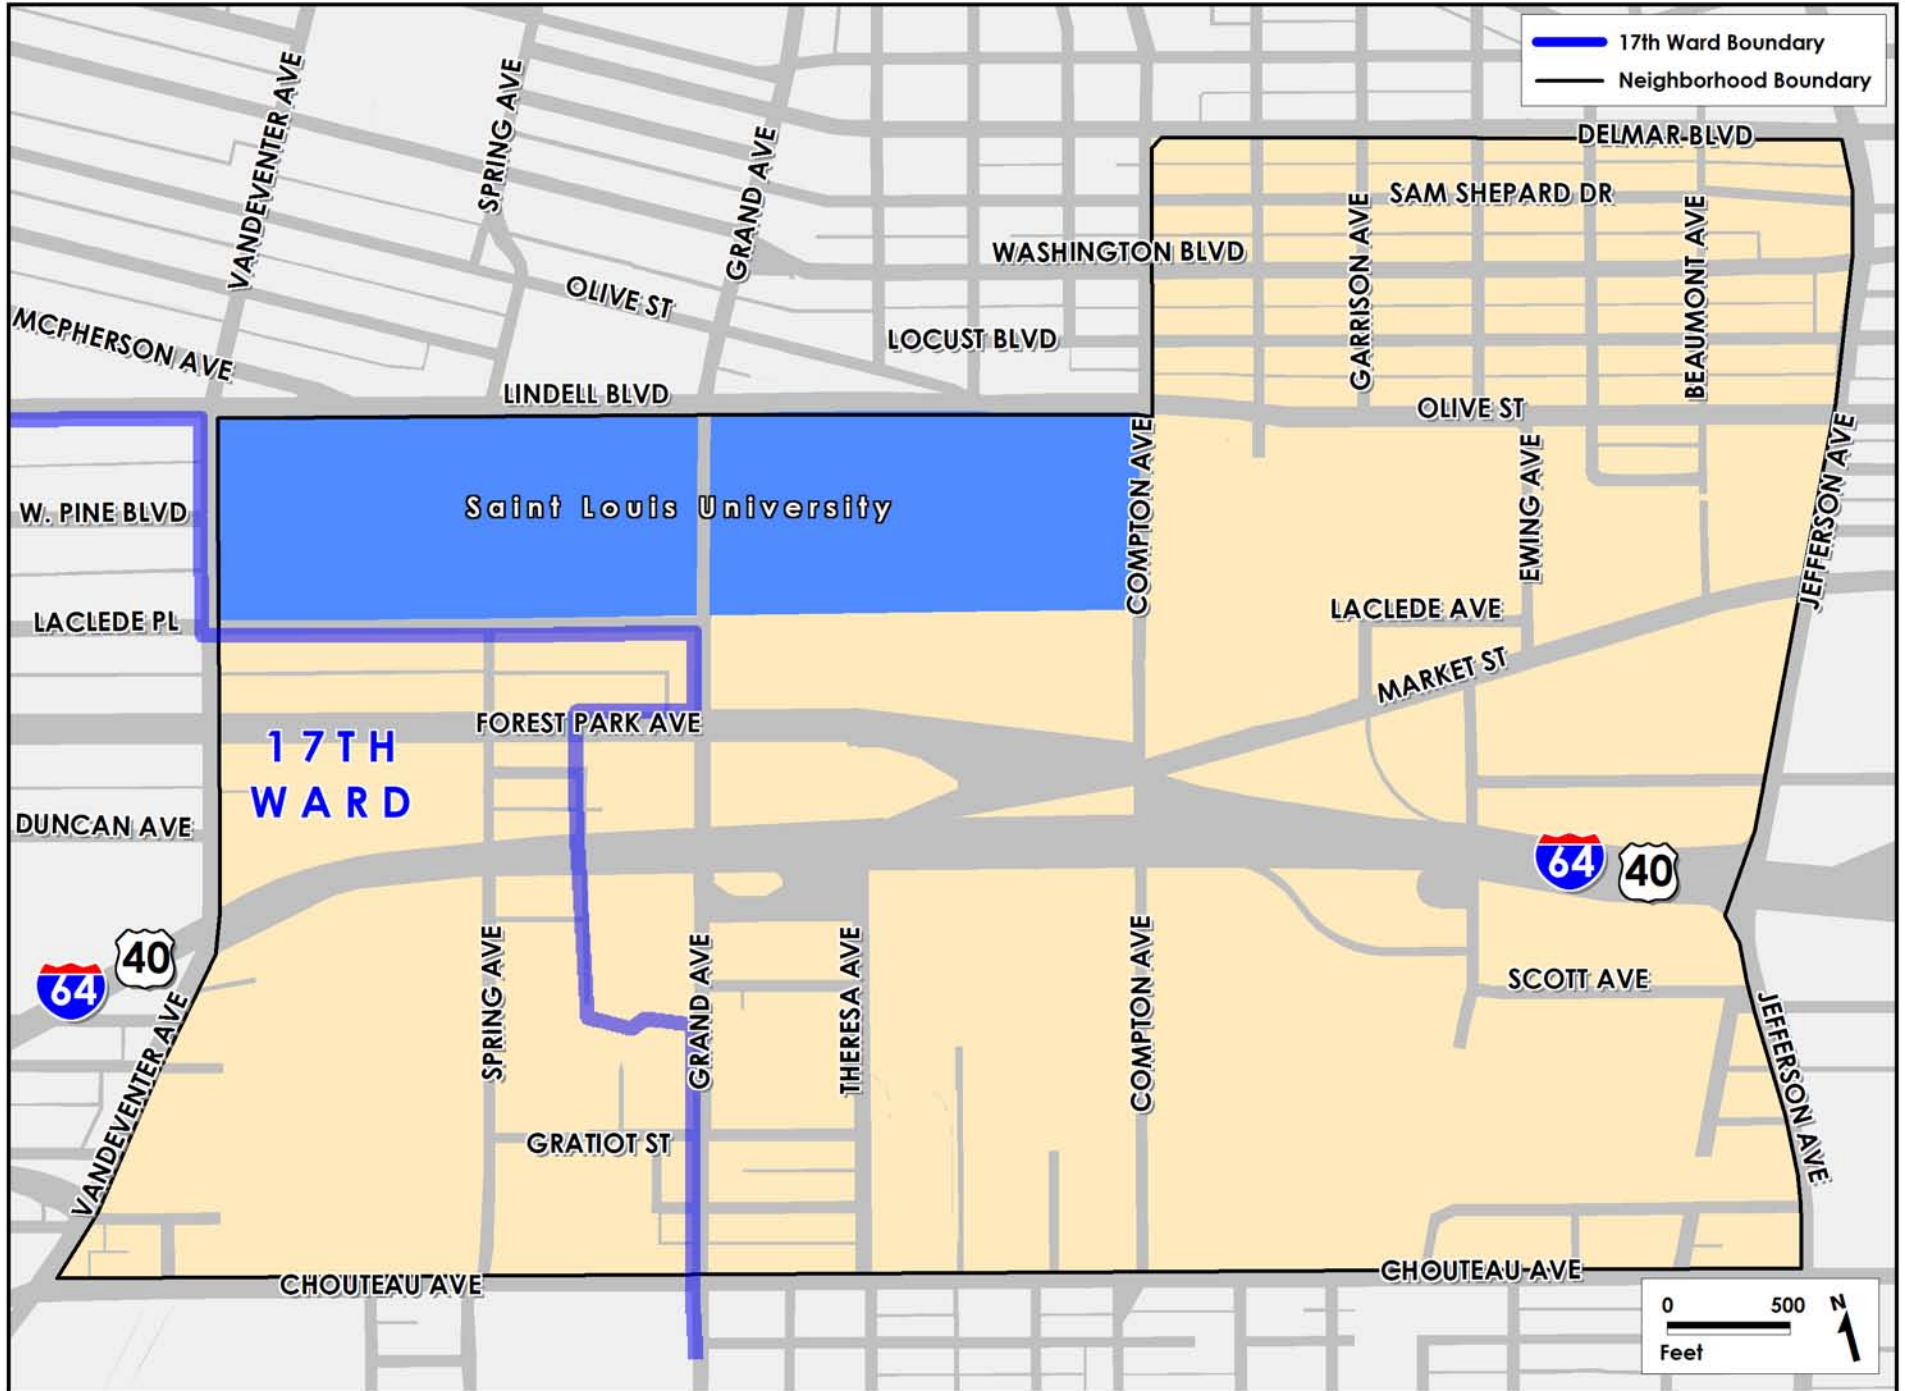 17th Ward Boundary
Neighborhood Boundary
VANDEVENTER AVE
SPRING AVE
GRAND AVE
DELMAR BLVD
SAM SHEPARD DR
GARRISON AVE
BEAUMONT AVE
WASHINGTON BLVD
OLIVE ST
MCPHERSON AVE
LOCUST BLVD
LINDELL BLVD
OLIVE ST
JEFFERSON AVE
COMPTON AVE
EWING AVE
W. PINE BLVD
Saint Louis University
LACLEDE PL
LACLEDE AVE
MARKET ST
FOREST PARK AVE
17TH
WARD
DUNCAN AVE
64
40
40
64
SPRING AVE
GRAND AVE
THERESA AVE
COMPTON AVE
SCOTT AVE
VANDEVENTER AVE
JEFFERSON AVE
GRATIOT ST
CHOUTEAU AVE
CHOUTEAU AVE
0 500 N
Feet